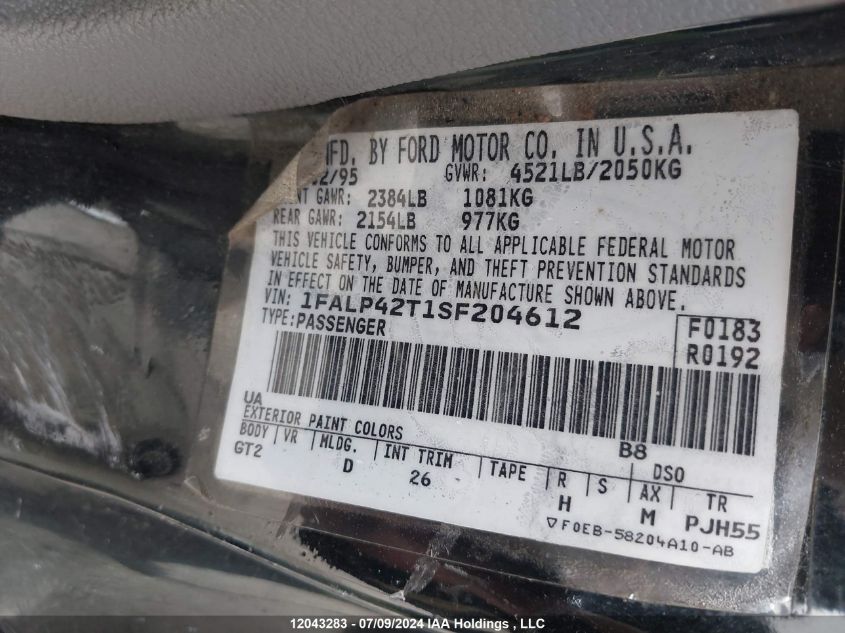 MFD. BY FORD MOTOR CO. IN U.S.A.
2/95 GVWR: 4521LB/2050KG
GAWR: 2384LB 1081KG
REAR GAWR: 2154LB 977KG
THIS VEHICLE CONFORMS TO ALL APPLICABLE FEDERAL MOTOR
VEHICLE SAFETY, BUMPER, AND THEFT PREVENTION STANDARDS
IN EFFECT ON THE DATE OF MANUFACTURE SHOWN ABOVE.
VIN: 1FALP42T1SF204612
TYPE:PASSENGER
F0183
R0192
UA B8
EXTERIOR PAINT COLORS DSO
BODY VR MLDG. INT TRIM TAPE R S AX TR
GT2 D 26 H M PJH55
▽F0EB-58204A10-AB
12043283 - 07/09/2024 IAA Holdings, LLC